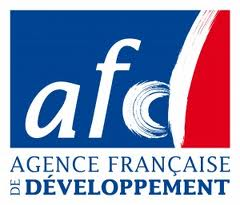 afd
AGENCE FRANÇAISE
DE DÉVELOPPEMENT